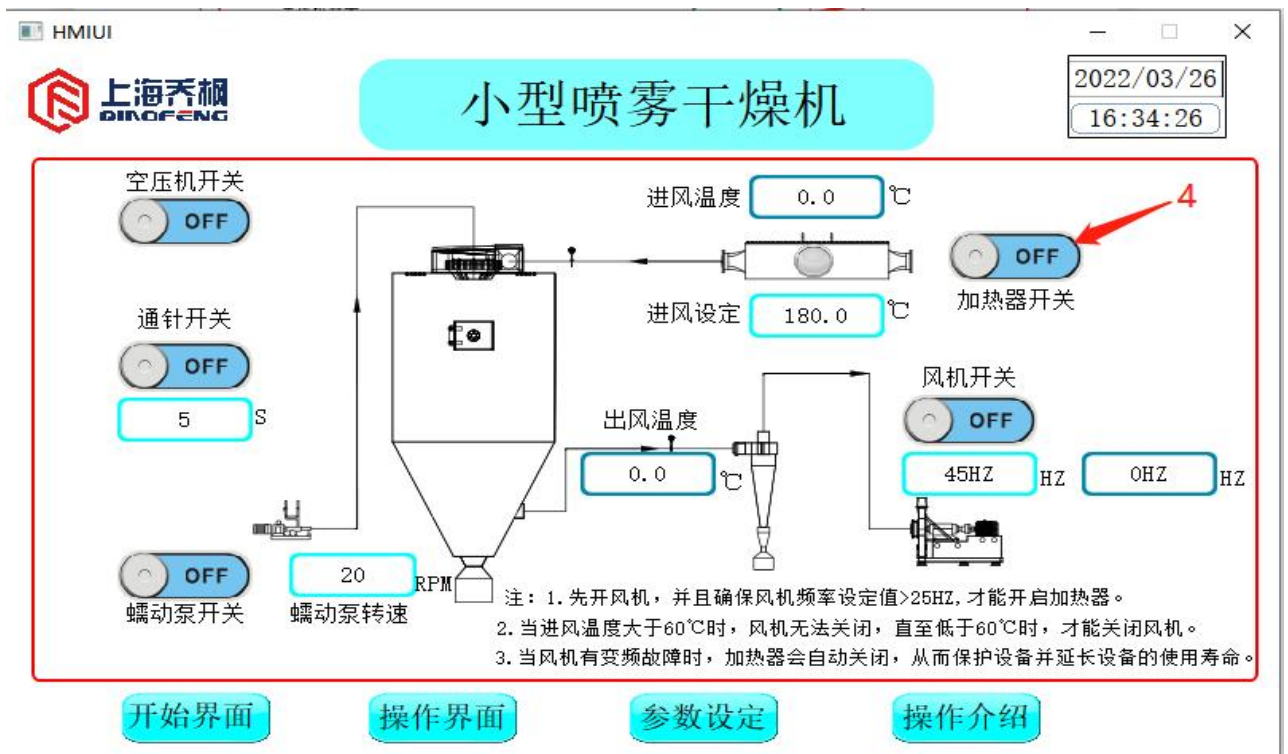 HMIUI
上海乔枫
QIAOFENG
小型喷雾干燥机
2022/03/26
16:34:26
空压机开关
OFF
进风温度 0.0 ℃
4
OFF
加热器开关
进风设定 180.0 ℃
通针开关
OFF
5 S
风机开关
OFF
出风温度
0.0 ℃
45HZ HZ 0HZ HZ
OFF
蠕动泵开关
20 RPM
蠕动泵转速
注：1.先开风机，并且确保风机频率设定值>25HZ,才能开启加热器。
2.当进风温度大于60℃时，风机无法关闭，直至低于60℃时，才能关闭风机。
3.当风机有变频故障时，加热器会自动关闭，从而保护设备并延长设备的使用寿命。
开始界面 操作界面 参数设定 操作介绍